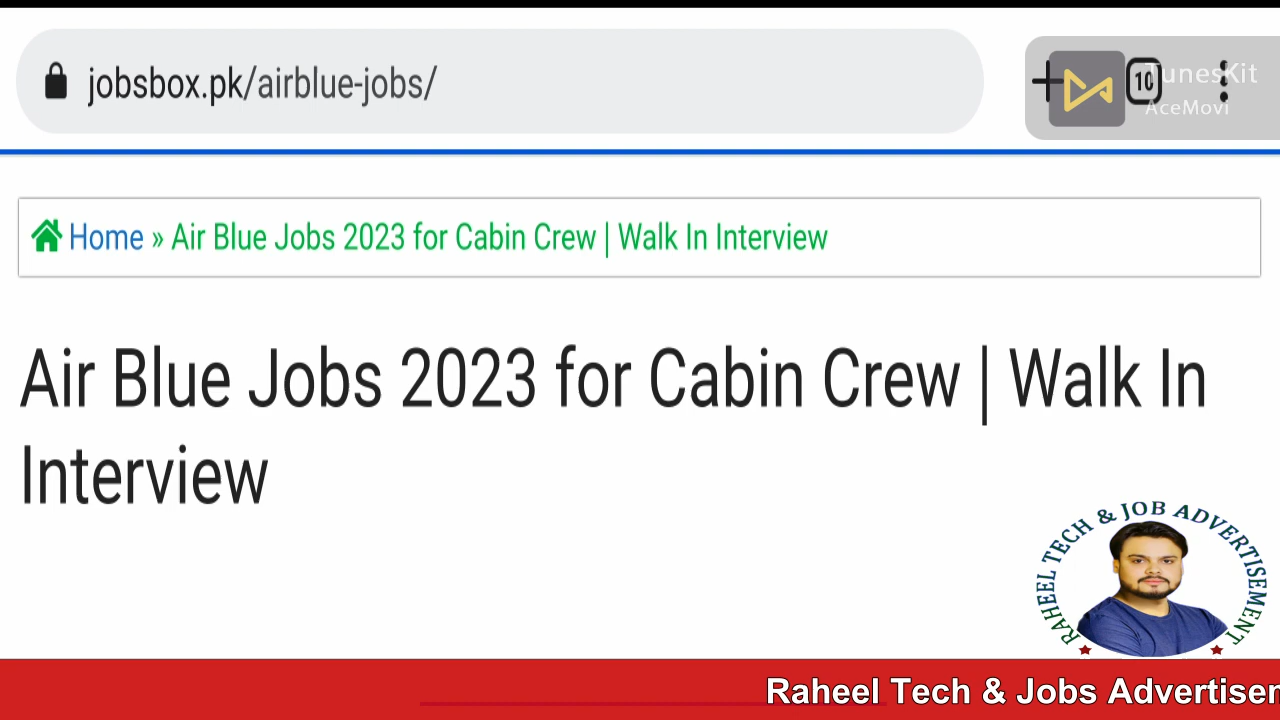 jobsbox.pk/airblue-jobs/
10
TunesKit
AceMovi
Home » Air Blue Jobs 2023 for Cabin Crew | Walk In Interview
Air Blue Jobs 2023 for Cabin Crew | Walk In
Interview
RAHEEL TECH & JOB ADVERTISEMENT
Raheel Tech & Jobs Advertiser